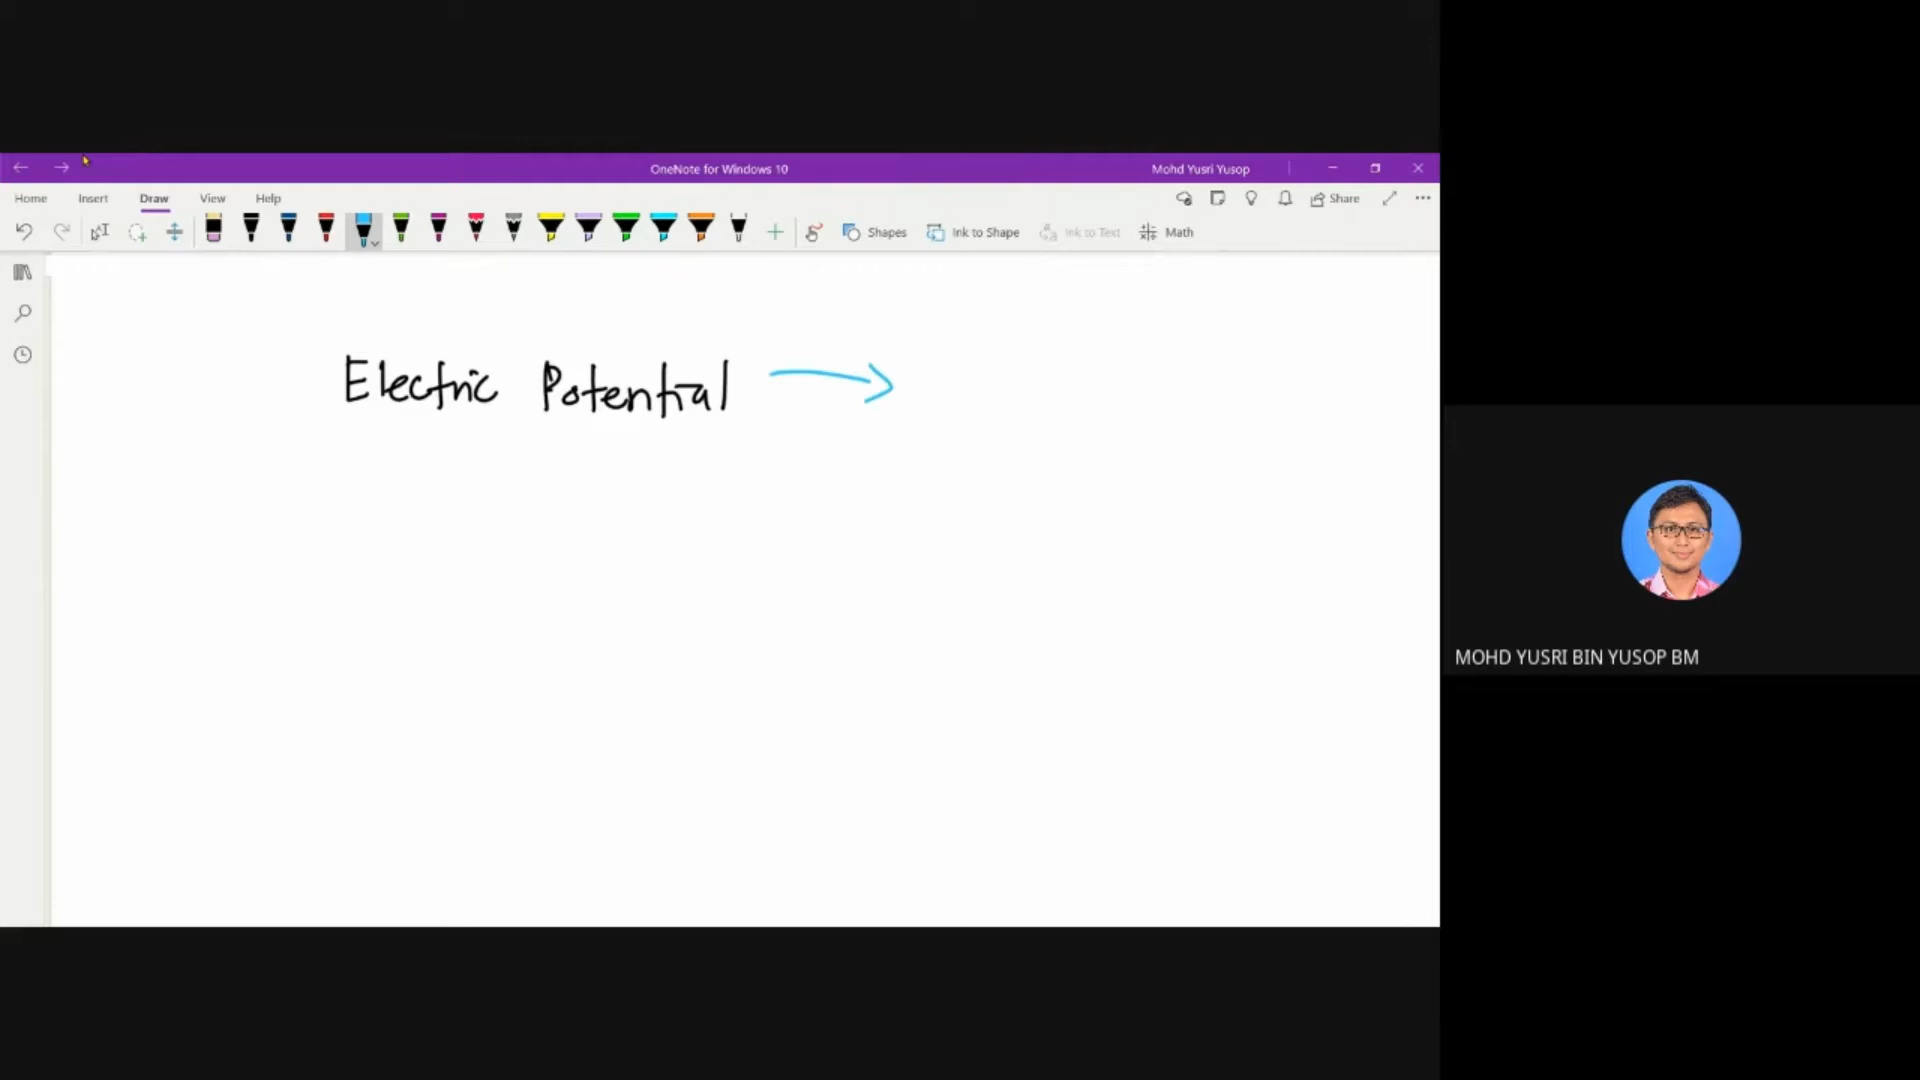 OneNote for Windows 10
Mohd Yusri Yusop
Home Insert Draw View Help
Share
Shapes Ink to Shape Ink to Text Math
Electric Potential
MOHD YUSRI BIN YUSOP BM